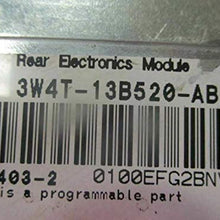 Rear Electronics Module
3W4T-13B520-AB
403-2
0100EFG2BN
is a programmable part